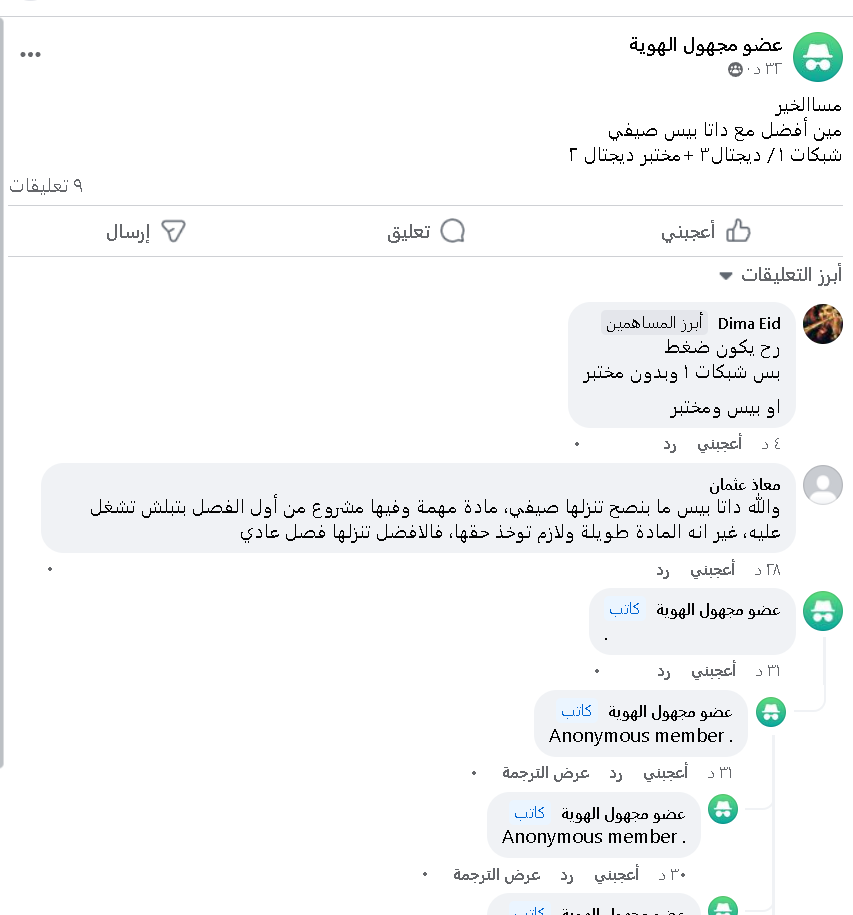 عضو مجهول الهوية
٣٢ د ·
مساالخير
مين أفضل مع داتا بيس صيفي
شبكات ١/ ديجتال٣ +مختبر ديجتال ٢
٩ تعليقات
أعجبني
تعليق
إرسال
أبرز التعليقات
Dima Eid أبرز المساهمين
رح يكون ضغط
بس شبكات ١ وبدون مختبر
او بيس ومختبر
٤ د أعجبني رد
معاذ عثمان
والله داتا بيس ما بنصح تنزلها صيفي، مادة مهمة وفيها مشروع من أول الفصل بتبلش تشغل
عليه، غير انه المادة طويلة ولازم توخذ حقها، فالافضل تنزلها فصل عادي
٢٨ د أعجبني رد
عضو مجهول الهوية كاتب
.
٣١ د أعجبني رد
عضو مجهول الهوية كاتب
Anonymous member .
٣١ د أعجبني رد عرض الترجمة
عضو مجهول الهوية كاتب
Anonymous member .
٣٠ د أعجبني رد عرض الترجمة
عضو مجهول الهوية كاتب